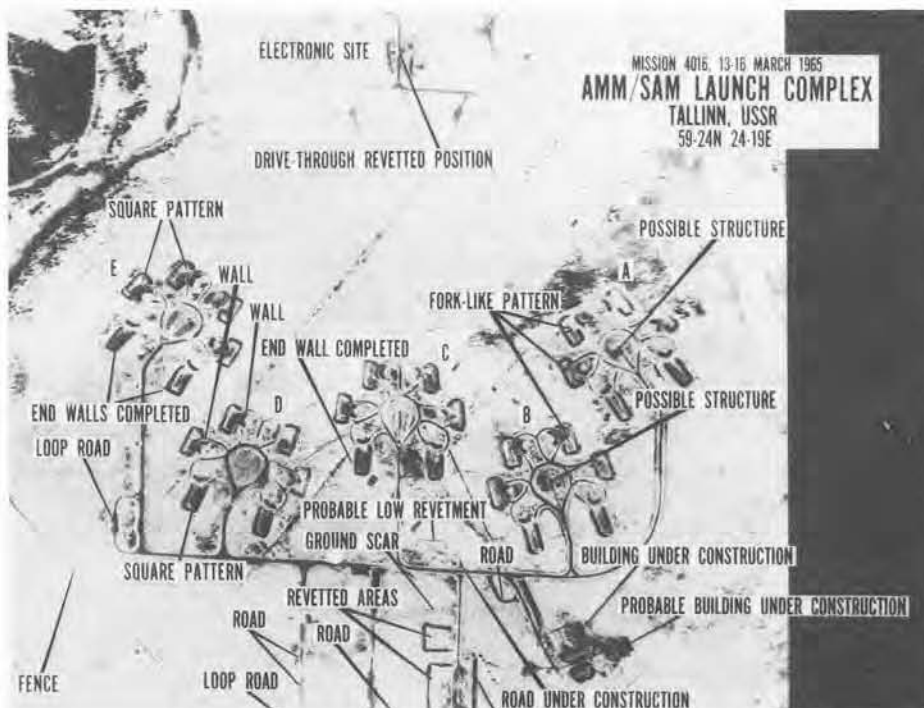 ELECTRONIC SITE
MISSION 4016, 13-16 MARCH 1965
AMM/SAM LAUNCH COMPLEX
TALLINN, USSR
59-24N 24-19E
DRIVE-THROUGH REVETTED POSITION
SQUARE PATTERN
POSSIBLE STRUCTURE
E
WALL
A
FORK-LIKE PATTERN
WALL
END WALL COMPLETED
C
END WALLS COMPLETED
D
B
POSSIBLE STRUCTURE
LOOP ROAD
PROBABLE LOW REVETMENT
GROUND SCAR
ROAD
BUILDING UNDER CONSTRUCTION
SQUARE PATTERN
REVETTED AREAS
PROBABLE BUILDING UNDER CONSTRUCTION
ROAD
ROAD
FENCE
LOOP ROAD
ROAD UNDER CONSTRUCTION